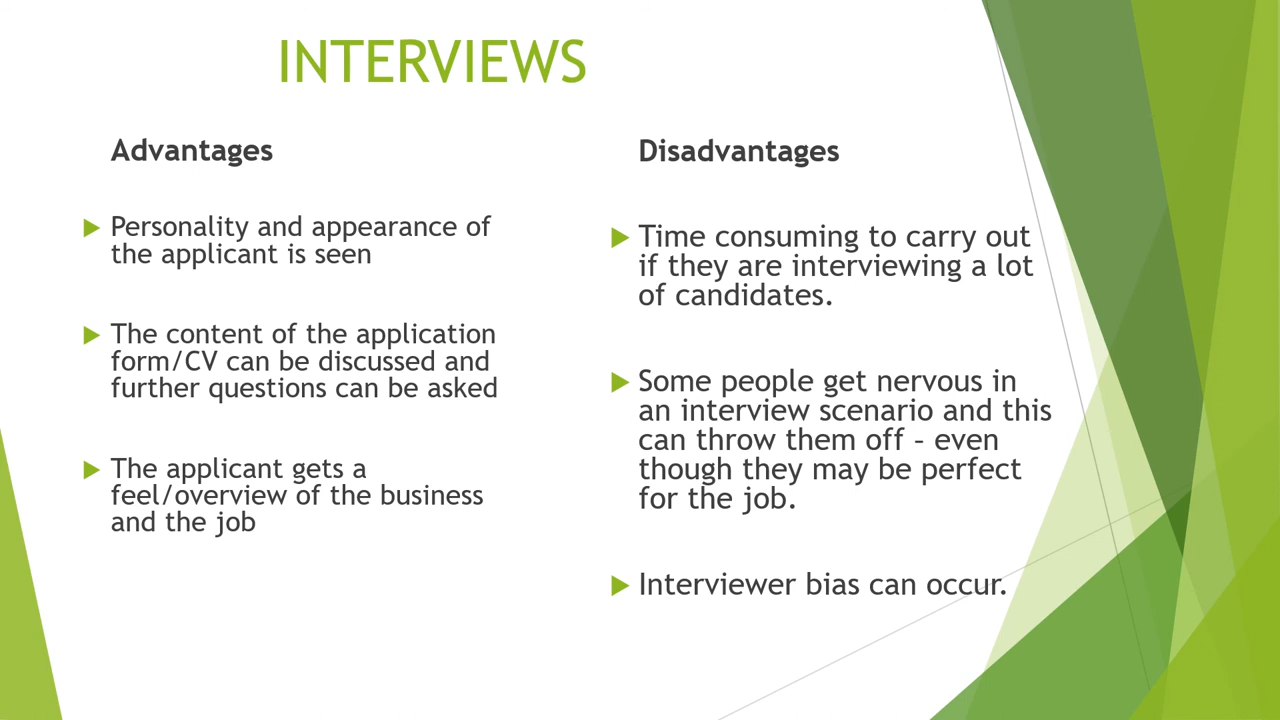 INTERVIEWS
Advantages
Personality and appearance of
the applicant is seen
The content of the application
form/CV can be discussed and
further questions can be asked
The applicant gets a
feel/overview of the business
and the job
Disadvantages
Time consuming to carry out
if they are interviewing a lot
of candidates.
Some people get nervous in
an interview scenario and this
can throw them off – even
though they may be perfect
for the job.
Interviewer bias can occur.